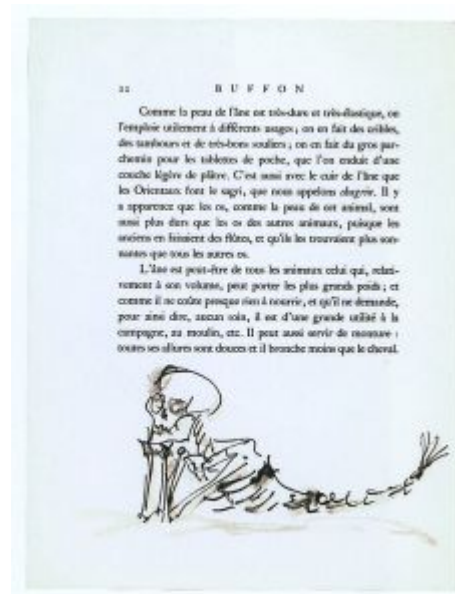 22 BUFFON
Comme la peau de l'âne est très-dure et très-élastique, on
l'emploie utilement à différents usages ; on en fait des cribles,
des tambours et de très-bons souliers ; on en fait du gros par-
chemin pour les tablettes de poche, que l'on enduit d'une
couche légère de plâtre. C'est aussi avec le cuir de l'âne que
les Orientaux font le sagri, que nous appelons chagrin. Il y
a apparence que les os, comme la peau de cet animal, sont
aussi plus durs que les os des autres animaux, puisque les
anciens en faisaient des flûtes, et qu'ils les trouvaient plus son-
nantes que tous les autres os.
L'âne est peut-être de tous les animaux celui qui, relati-
vement à son volume, peut porter les plus grands poids ; et
comme il ne coûte presque rien à nourrir, et qu'il ne demande,
pour ainsi dire, aucun soin, il est d'une grande utilité à la
campagne, au moulin, etc. Il peut aussi servir de monture :
toutes ses allures sont douces et il bronche moins que le cheval.